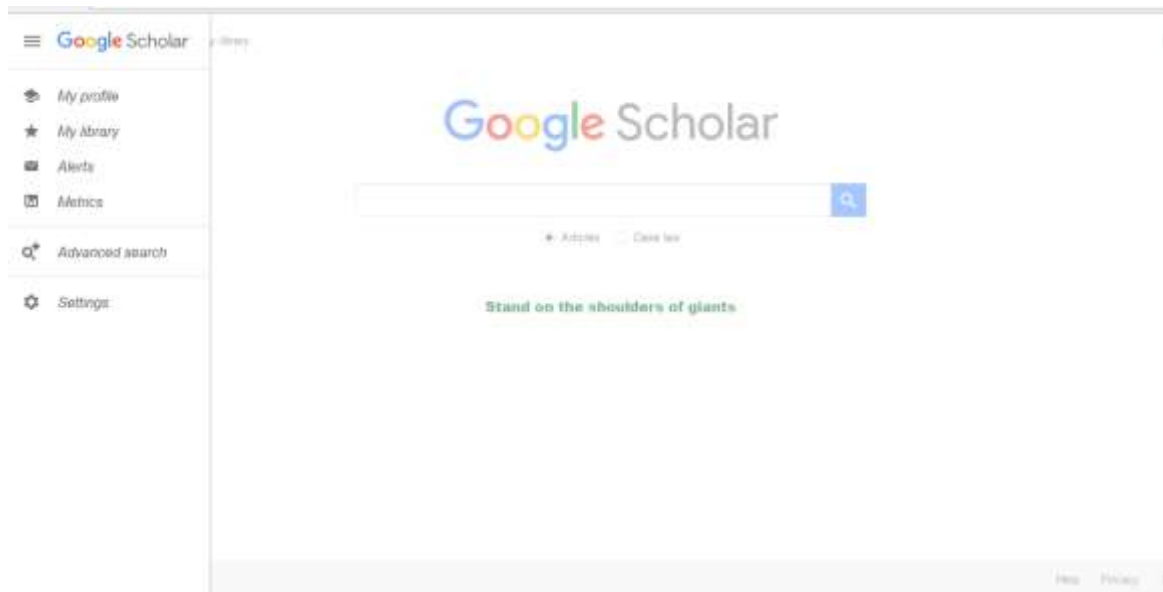 Google Scholar
My profile
My library
Alerts
Metrics
Advanced search
Settings
library
Google Scholar
Articles Case law
Stand on the shoulders of giants
Help Privacy